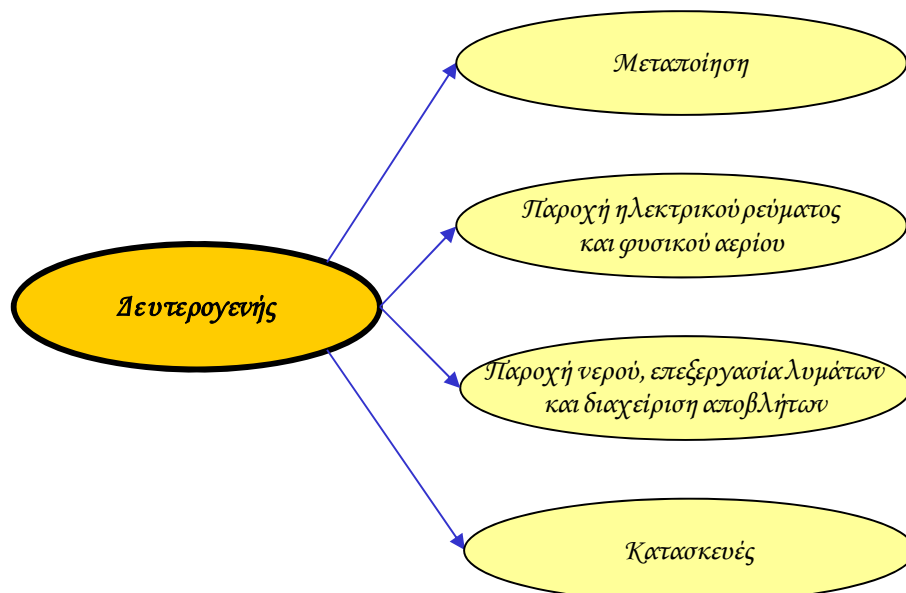 Μεταποίηση
Παροχή ηλεκτρικού ρεύματος
και φυσικού αερίου
Δευτερογενής
Παροχή νερού, επεξεργασία λυμάτων
και διαχείριση αποβλήτων
Κατασκευές